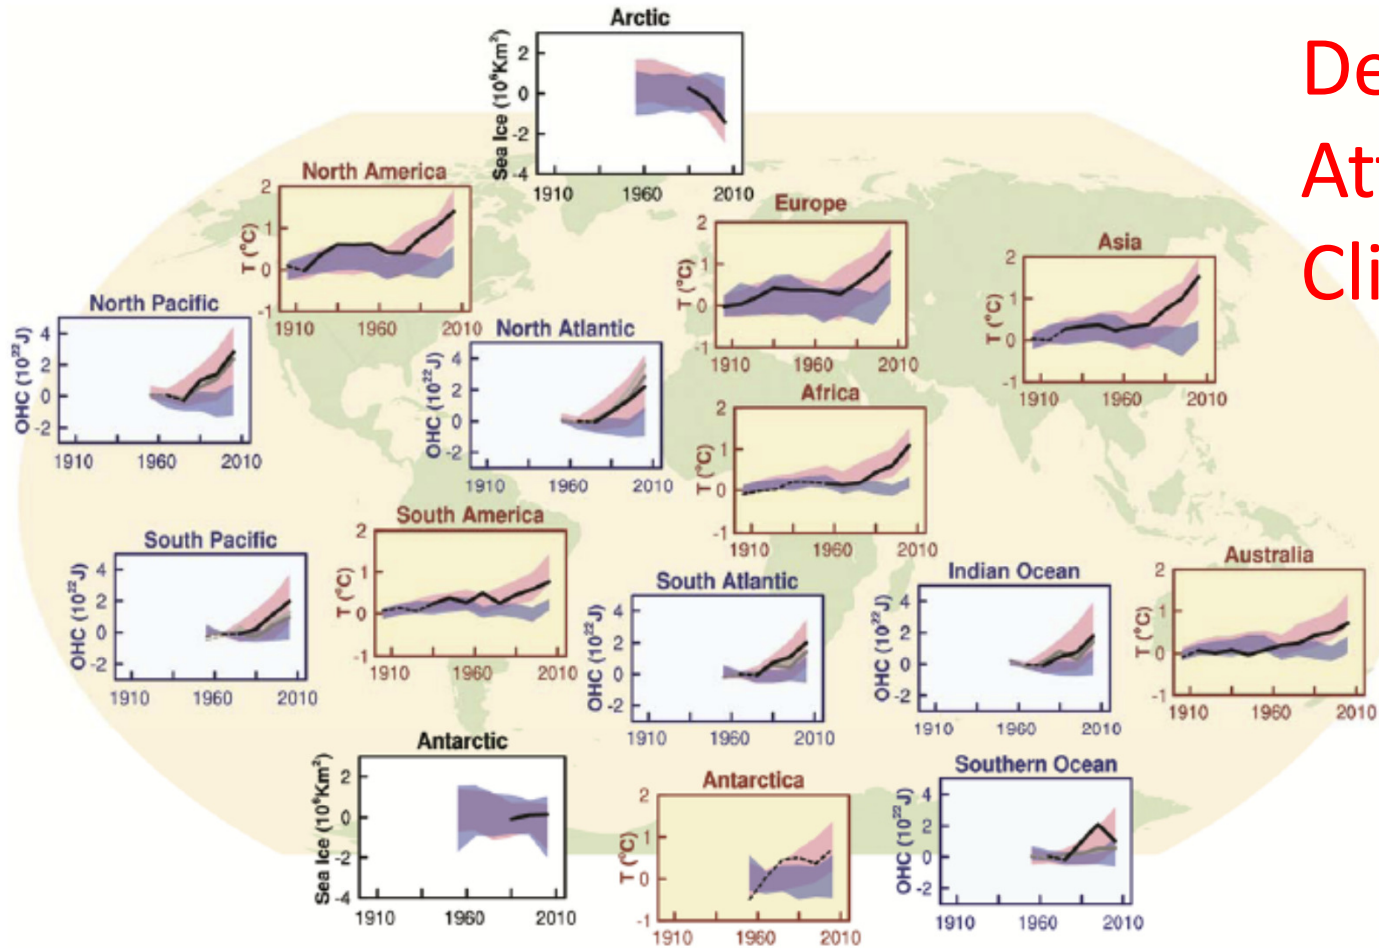 Arctic
Sea Ice (10⁶Km²)
2
0
-2
-4
1910 1960 2010
De
Att
Cli
North America
T (°C)
2
1
0
-1
1910 1960 2010
Europe
T (°C)
2
1
0
-1
1910 1960 2010
Asia
T (°C)
2
1
0
-1
1910 1960 2010
North Pacific
OHC (10²²J)
4
2
0
-2
1910 1960 2010
North Atlantic
OHC (10²²J)
4
2
0
-2
1910 1960 2010
Africa
T (°C)
2
1
0
-1
1910 1960 2010
South Pacific
OHC (10²²J)
4
2
0
-2
1910 1960 2010
South America
T (°C)
2
1
0
-1
1910 1960 2010
South Atlantic
OHC (10²²J)
4
2
0
-2
1910 1960 2010
Indian Ocean
OHC (10²²J)
4
2
0
-2
1910 1960 2010
Australia
T (°C)
2
1
0
-1
1910 1960 2010
Antarctic
Sea Ice (10⁶Km²)
2
0
-2
-4
1910 1960 2010
Antarctica
T (°C)
2
1
0
-1
1910 1960 2010
Southern Ocean
OHC (10²²J)
4
2
0
-2
1910 1960 2010